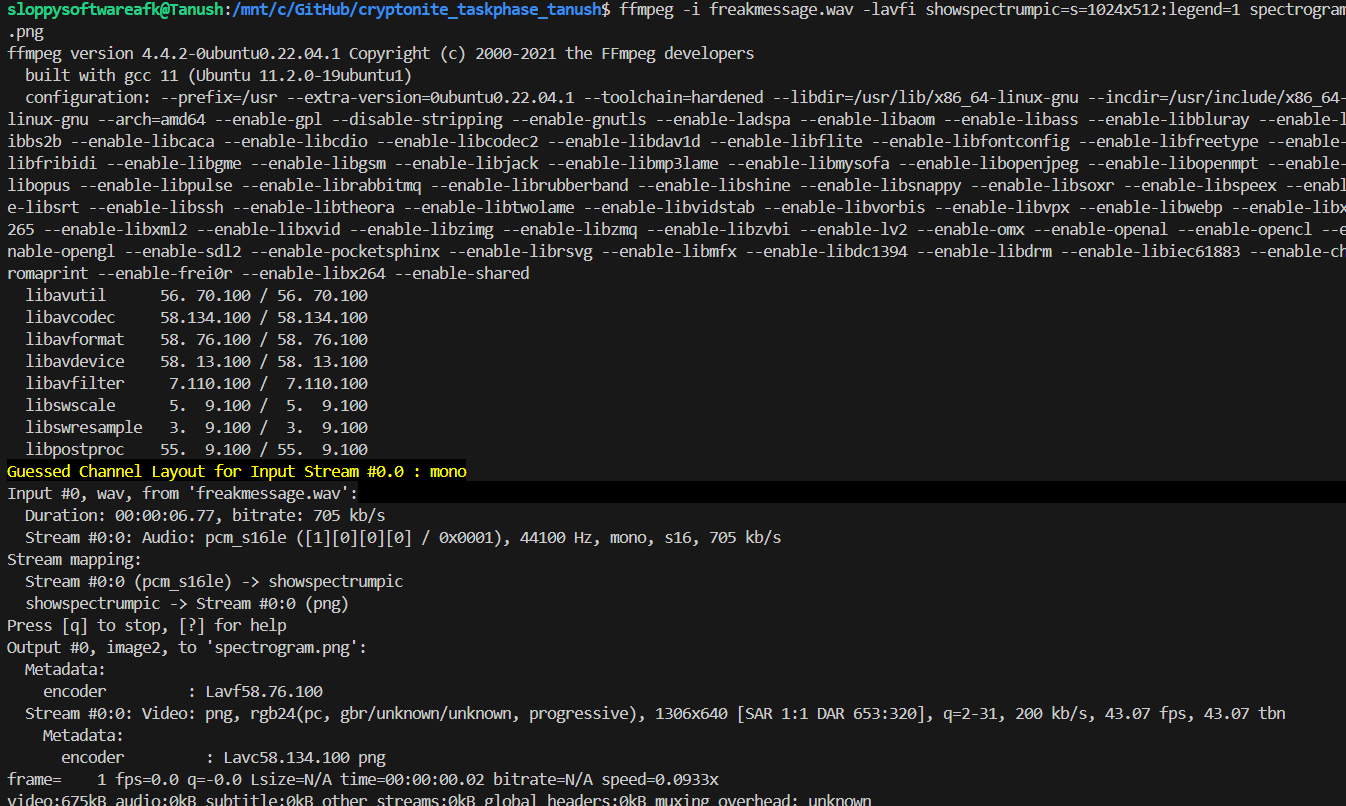 sloppysoftwareafk@Tanush:/mnt/c/GitHub/cryptonite_taskphase_tanush$ ffmpeg -i freakmessage.wav -lavfi showspectrumpic=s=1024x512:legend=1 spectrogram
.png
ffmpeg version 4.4.2-0ubuntu0.22.04.1 Copyright (c) 2000-2021 the FFmpeg developers
  built with gcc 11 (Ubuntu 11.2.0-19ubuntu1)
  configuration: --prefix=/usr --extra-version=0ubuntu0.22.04.1 --toolchain=hardened --libdir=/usr/lib/x86_64-linux-gnu --incdir=/usr/include/x86_64-
linux-gnu --arch=amd64 --enable-gpl --disable-stripping --enable-gnutls --enable-ladspa --enable-libaom --enable-libass --enable-libbluray --enable-l
ibbs2b --enable-libcaca --enable-libcdio --enable-libcodec2 --enable-libdav1d --enable-libflite --enable-libfontconfig --enable-libfreetype --enable-
libfribidi --enable-libgme --enable-libgsm --enable-libjack --enable-libmp3lame --enable-libmysofa --enable-libopenjpeg --enable-libopenmpt --enable-
libopus --enable-libpulse --enable-librabbitmq --enable-librubberband --enable-libshine --enable-libsnappy --enable-libsoxr --enable-libspeex --enabl
e-libsrt --enable-libssh --enable-libtheora --enable-libtwolame --enable-libvidstab --enable-libvorbis --enable-libvpx --enable-libwebp --enable-libx
265 --enable-libxml2 --enable-libxvid --enable-libzimg --enable-libzmq --enable-libzvbi --enable-lv2 --enable-omx --enable-openal --enable-opencl --e
nable-opengl --enable-sdl2 --enable-pocketsphinx --enable-librsvg --enable-libmfx --enable-libdc1394 --enable-libdrm --enable-libiec61883 --enable-ch
romaprint --enable-frei0r --enable-libx264 --enable-shared
  libavutil      56. 70.100 / 56. 70.100
  libavcodec     58.134.100 / 58.134.100
  libavformat    58. 76.100 / 58. 76.100
  libavdevice    58. 13.100 / 58. 13.100
  libavfilter     7.110.100 /  7.110.100
  libswscale      5.  9.100 /  5.  9.100
  libswresample   3.  9.100 /  3.  9.100
  libpostproc    55.  9.100 / 55.  9.100
Guessed Channel Layout for Input Stream #0.0 : mono
Input #0, wav, from 'freakmessage.wav':
  Duration: 00:00:06.77, bitrate: 705 kb/s
  Stream #0:0: Audio: pcm_s16le ([1][0][0][0] / 0x0001), 44100 Hz, mono, s16, 705 kb/s
Stream mapping:
  Stream #0:0 (pcm_s16le) -> showspectrumpic
  showspectrumpic -> Stream #0:0 (png)
Press [q] to stop, [?] for help
Output #0, image2, to 'spectrogram.png':
  Metadata:
    encoder         : Lavf58.76.100
  Stream #0:0: Video: png, rgb24(pc, gbr/unknown/unknown, progressive), 1306x640 [SAR 1:1 DAR 653:320], q=2-31, 200 kb/s, 43.07 fps, 43.07 tbn
    Metadata:
      encoder         : Lavc58.134.100 png
frame=    1 fps=0.0 q=-0.0 Lsize=N/A time=00:00:00.02 bitrate=N/A speed=0.0933x
video:675kB audio:0kB subtitle:0kB other streams:0kB global headers:0kB muxing overhead: unknown